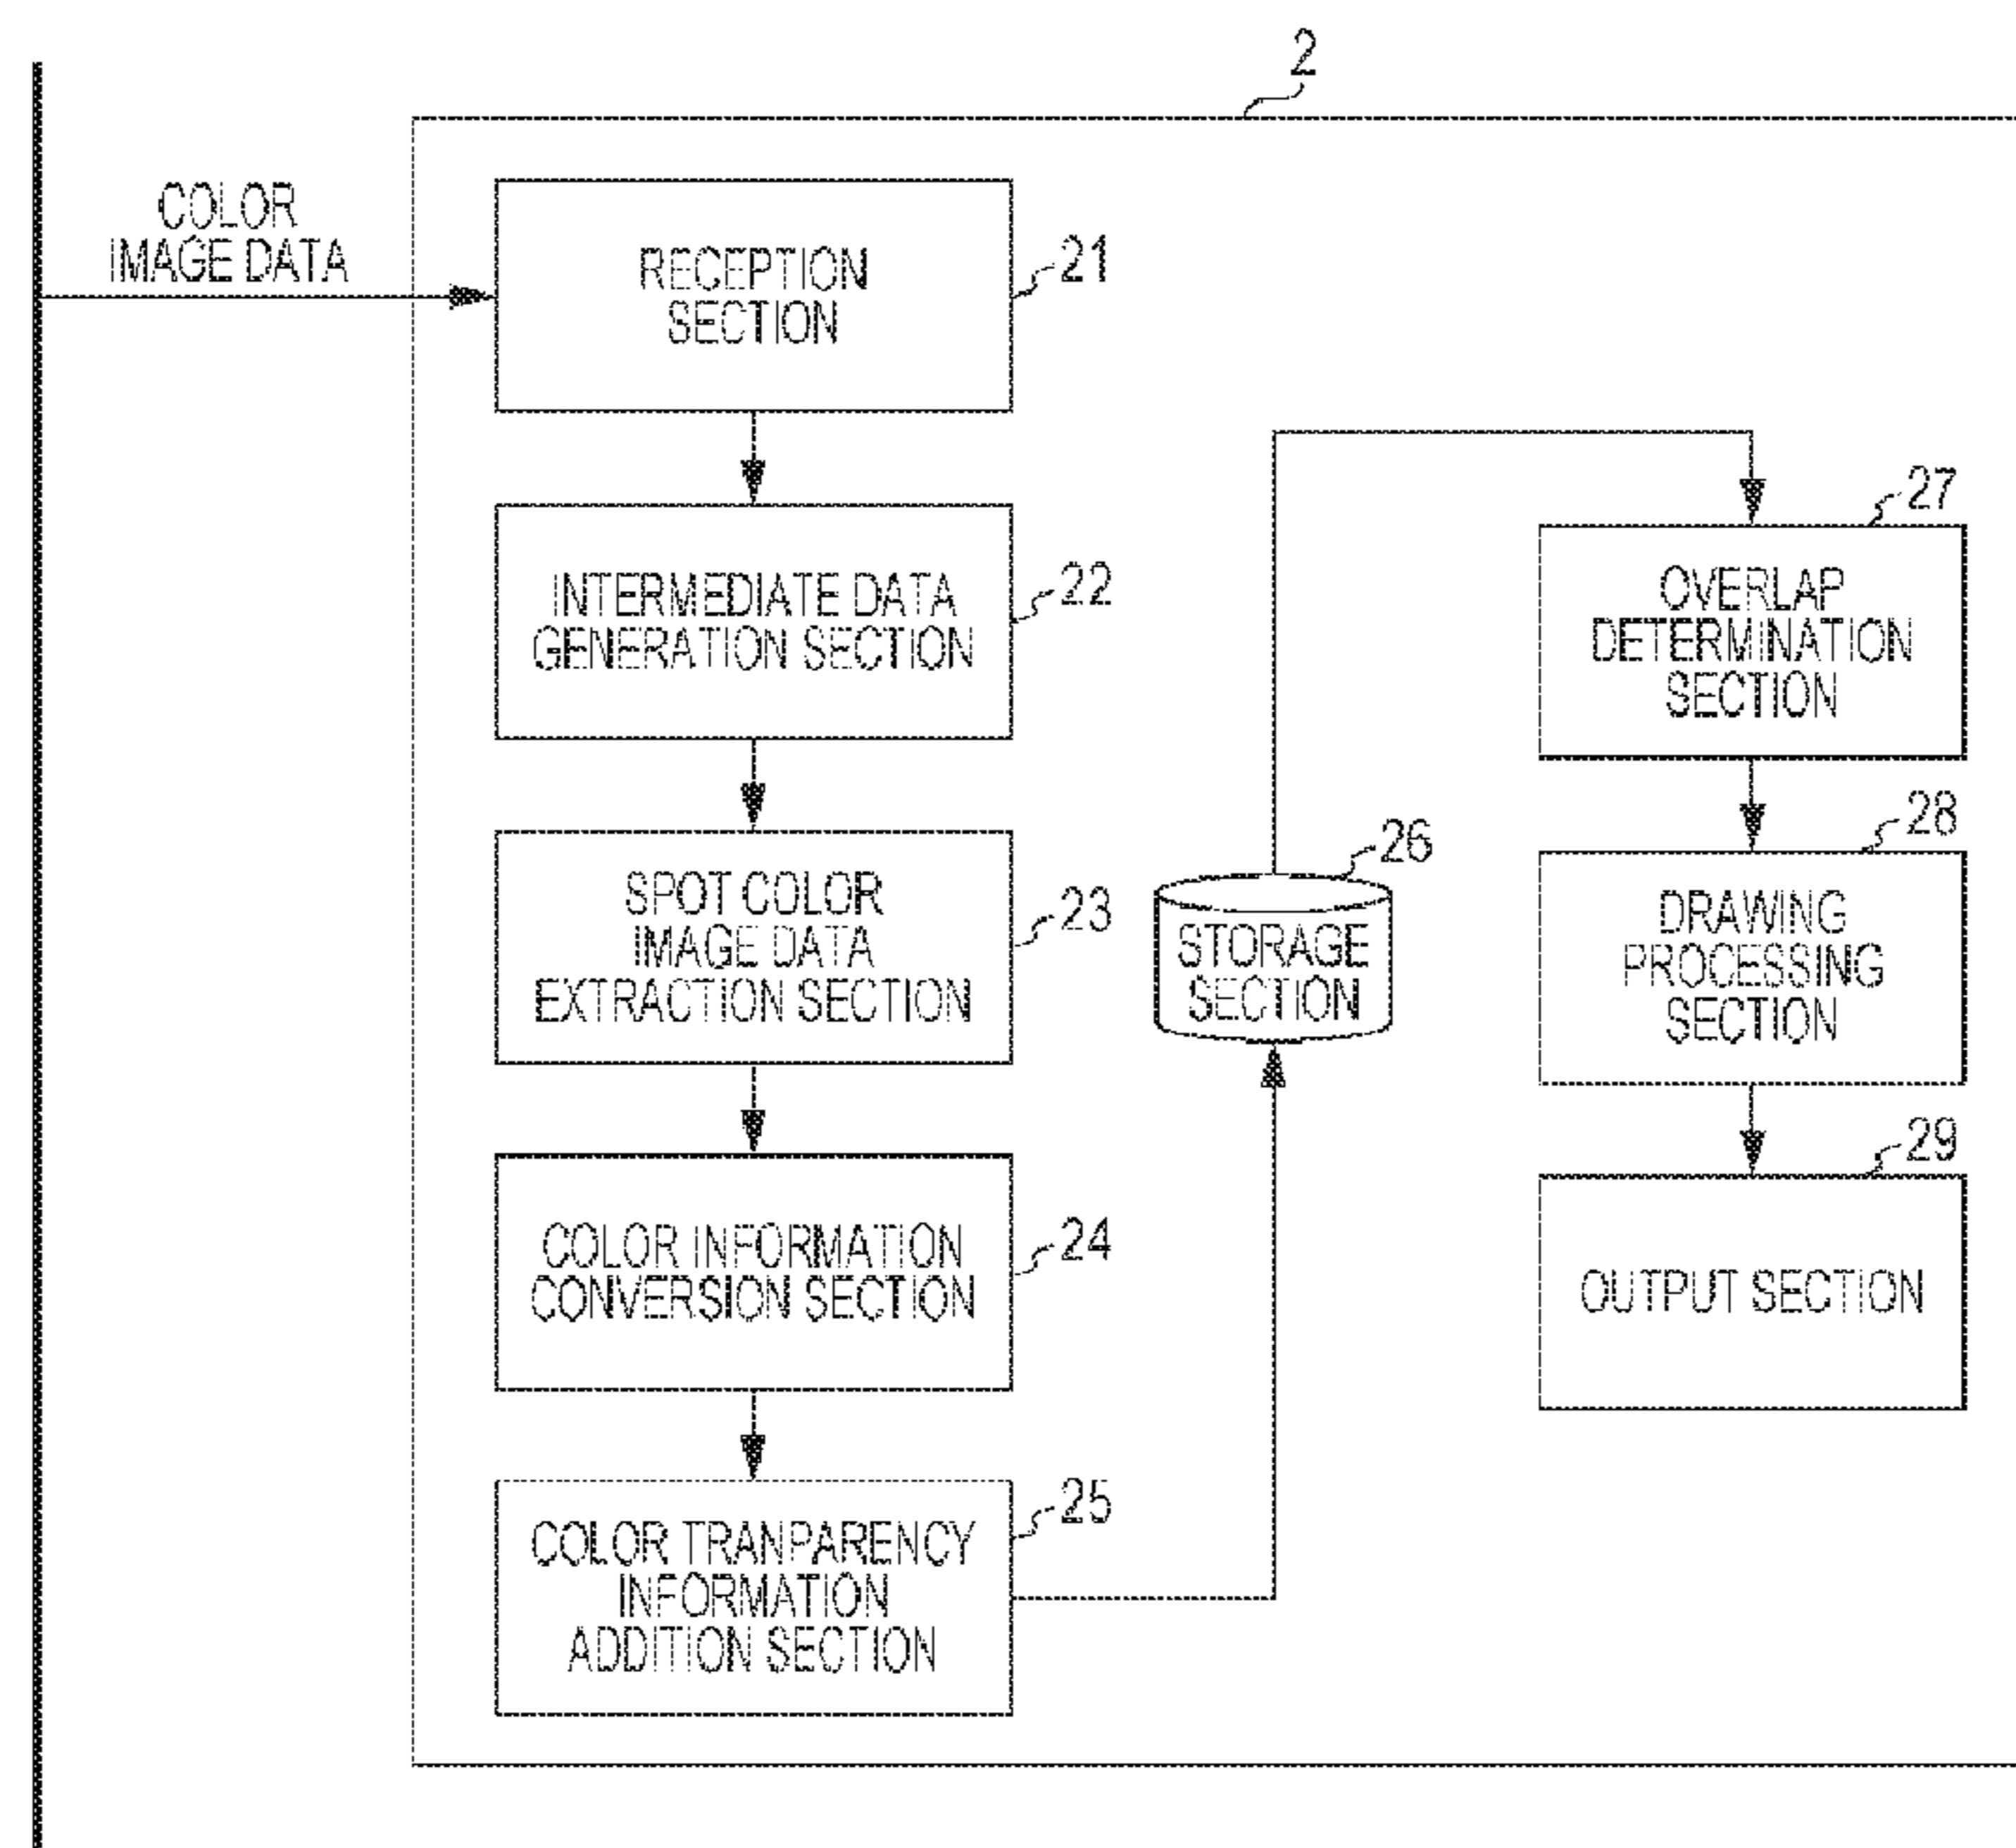 2
COLOR
IMAGE DATA
RECEPTION
SECTION
21
INTERMEDIATE DATA
GENERATION SECTION
22
SPOT COLOR
IMAGE DATA
EXTRACTION SECTION
23
COLOR INFORMATION
CONVERSION SECTION
24
COLOR TRANPARENCY
INFORMATION
ADDITION SECTION
25
26
STORAGE
SECTION
27
OVERLAP
DETERMINATION
SECTION
28
DRAWING
PROCESSING
SECTION
29
OUTPUT SECTION